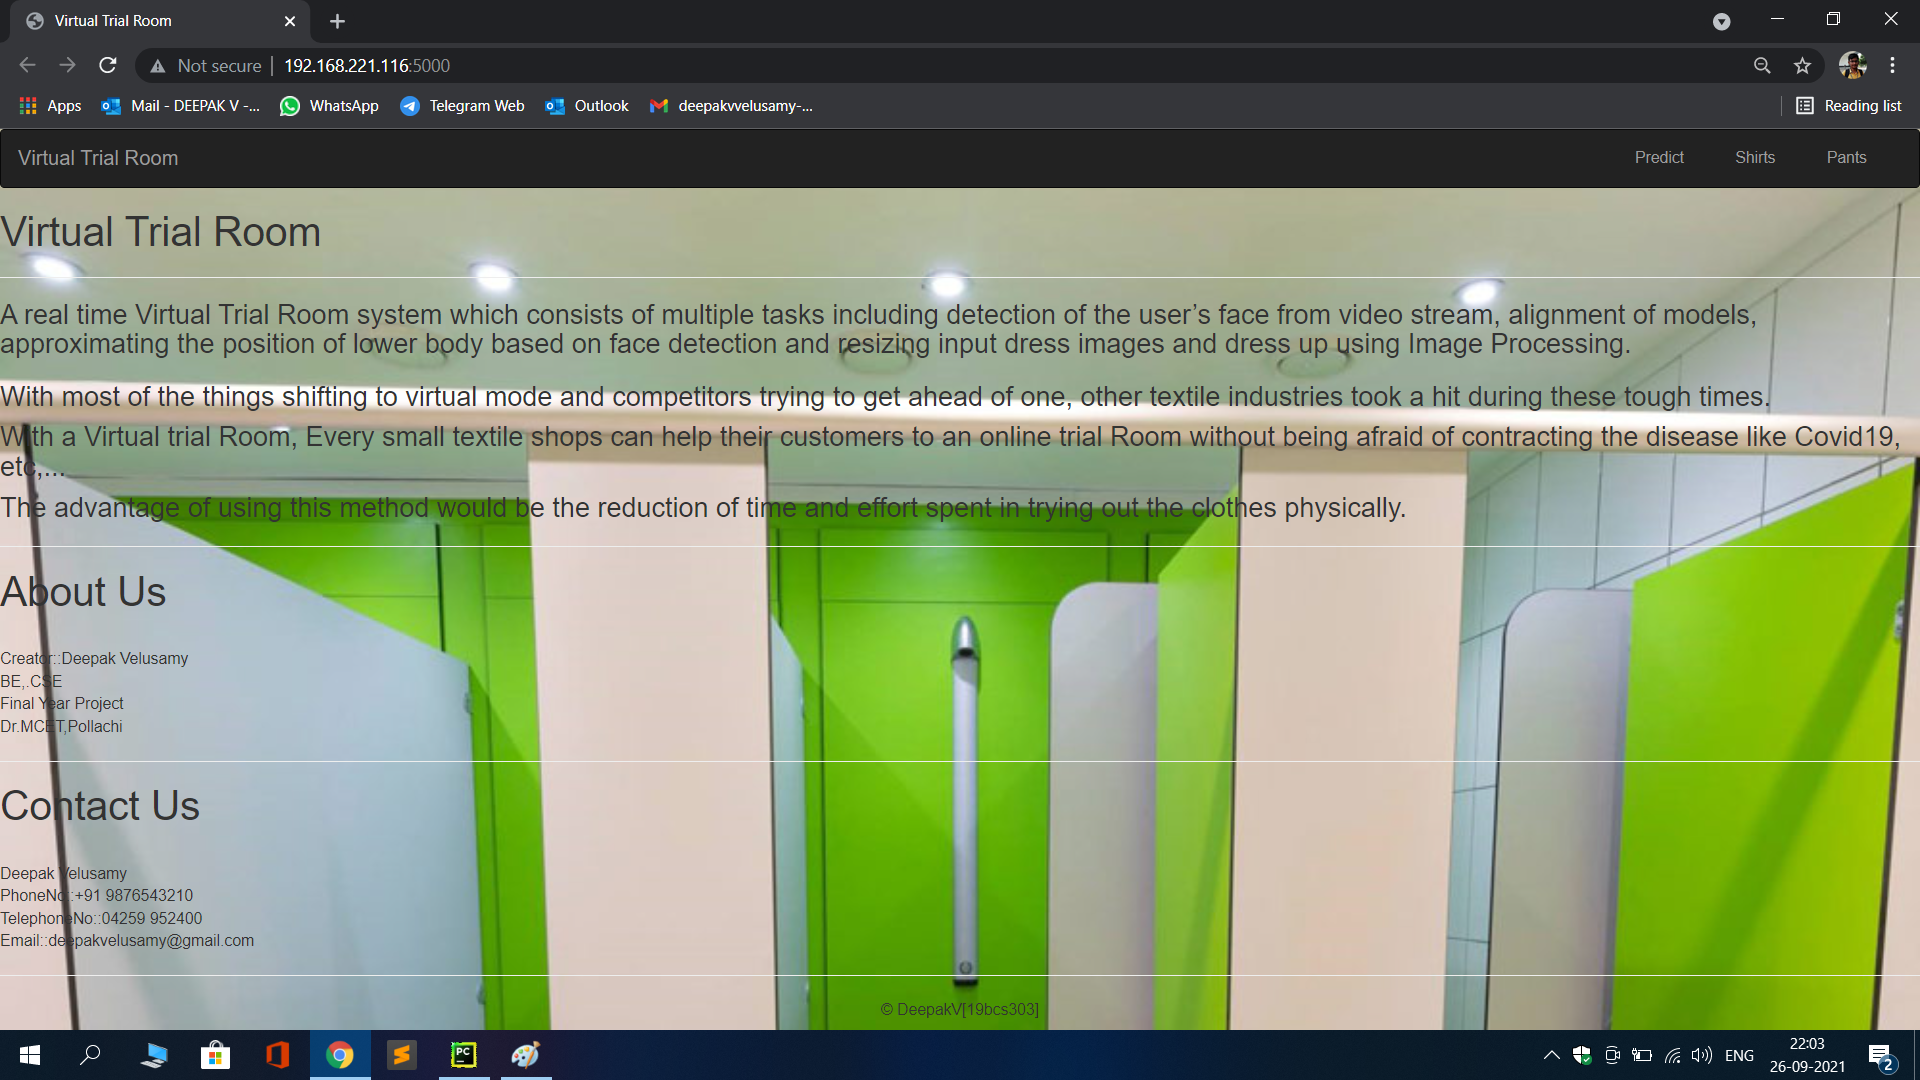 Virtual Trial Room
Not secure | 192.168.221.116:5000
Apps Mail - DEEPAK V -... WhatsApp Telegram Web Outlook deepakvvelusamy-... Reading list
Virtual Trial Room Predict Shirts Pants
Virtual Trial Room
A real time Virtual Trial Room system which consists of multiple tasks including detection of the user’s face from video stream, alignment of models,
approximating the position of lower body based on face detection and resizing input dress images and dress up using Image Processing.
With most of the things shifting to virtual mode and competitors trying to get ahead of one, other textile industries took a hit during these tough times.
With a Virtual trial Room, Every small textile shops can help their customers to an online trial Room without being afraid of contracting the disease like Covid19,
etc,...
The advantage of using this method would be the reduction of time and effort spent in trying out the clothes physically.
About Us
Creator::Deepak Velusamy
BE,.CSE
Final Year Project
Dr.MCET,Pollachi
Contact Us
Deepak Velusamy
PhoneNo::+91 9876543210
TelephoneNo::04259 952400
Email::deepakvelusamy@gmail.com
© DeepakV[19bcs303]
PC
ENG
22:03
26-09-2021
2